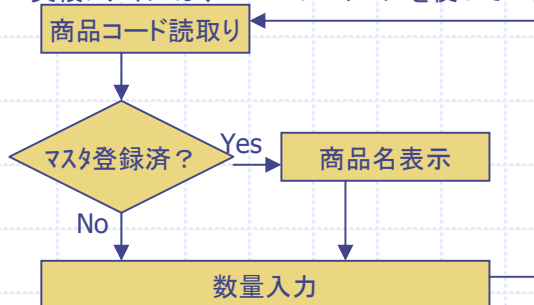 商品コード読取り
マスタ登録済？
Yes
商品名表示
No
数量入力